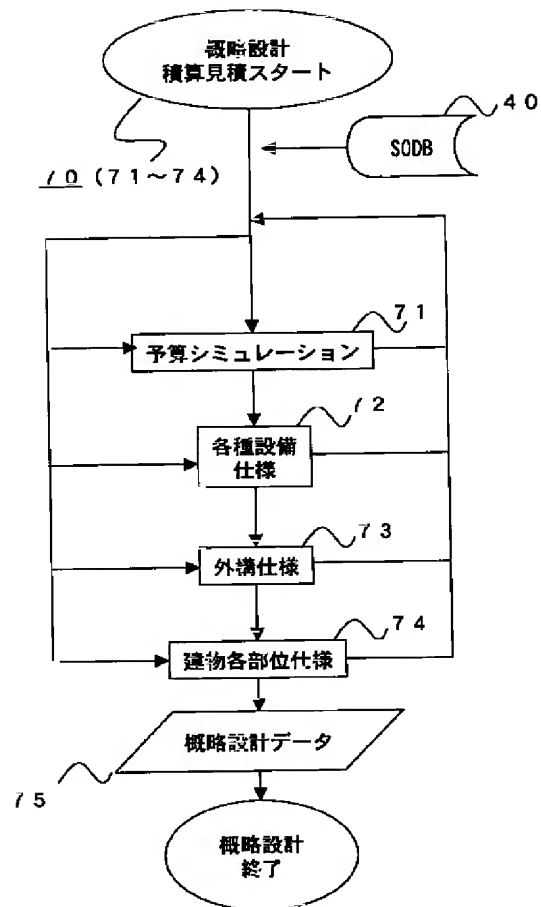 概略設計
積算見積スタート
40
SODB
70（71～74）
71
予算シミュレーション
72
各種設備
仕様
73
外構仕様
74
建物各部位仕様
概略設計データ
75
概略設計
終了